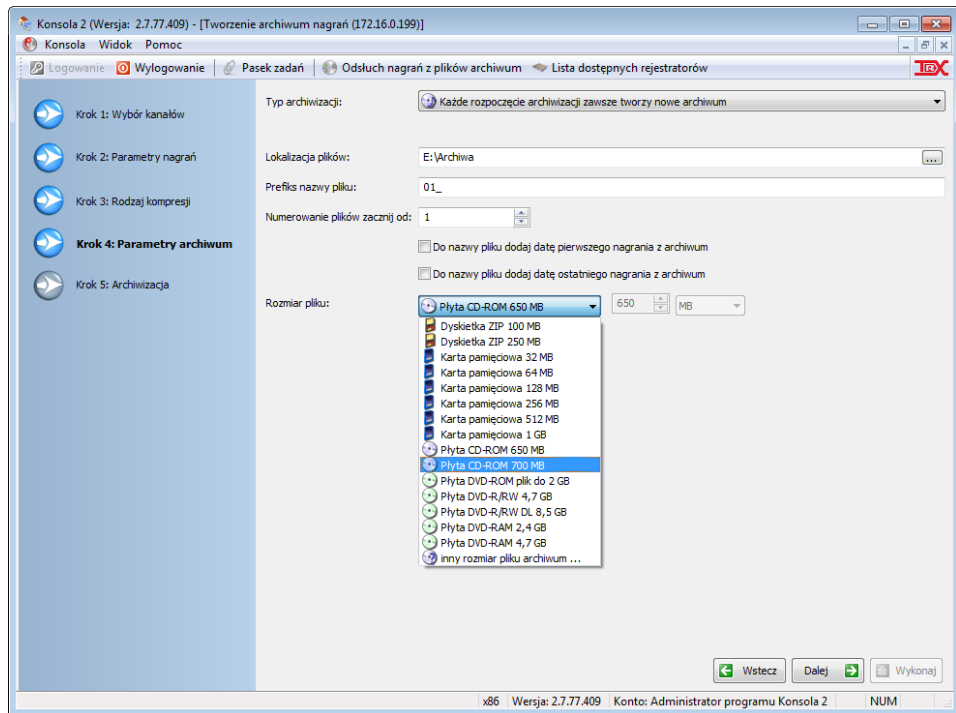 Konsola 2 (Wersja: 2.7.77.409) - [Tworzenie archiwum nagrań (172.16.0.199)]
Konsola Widok Pomoc
Logowanie Wylogowanie Pasek zadań Odsłuch nagrań z plików archiwum Lista dostępnych rejestratorów TRX
Krok 1: Wybór kanałów
Krok 2: Parametry nagrań
Krok 3: Rodzaj kompresji
Krok 4: Parametry archiwum
Krok 5: Archiwizacja
Typ archiwizacji: Każde rozpoczęcie archiwizacji zawsze tworzy nowe archiwum
Lokalizacja plików: E:\Archiwa ...
Prefiks nazwy pliku: 01_
Numerowanie plików zacznij od: 1
Do nazwy pliku dodaj datę pierwszego nagrania z archiwum
Do nazwy pliku dodaj datę ostatniego nagrania z archiwum
Rozmiar pliku: Płyta CD-ROM 650 MB 650 MB
Dyskietka ZIP 100 MB
Dyskietka ZIP 250 MB
Karta pamięciowa 32 MB
Karta pamięciowa 64 MB
Karta pamięciowa 128 MB
Karta pamięciowa 256 MB
Karta pamięciowa 512 MB
Karta pamięciowa 1 GB
Płyta CD-ROM 650 MB
Płyta CD-ROM 700 MB
Płyta DVD-ROM plik do 2 GB
Płyta DVD-R/RW 4,7 GB
Płyta DVD-R/RW DL 8,5 GB
Płyta DVD-RAM 2,4 GB
Płyta DVD-RAM 4,7 GB
inny rozmiar pliku archiwum ...
Wstecz Dalej Wykonaj
x86 Wersja: 2.7.77.409 Konto: Administrator programu Konsola 2 NUM